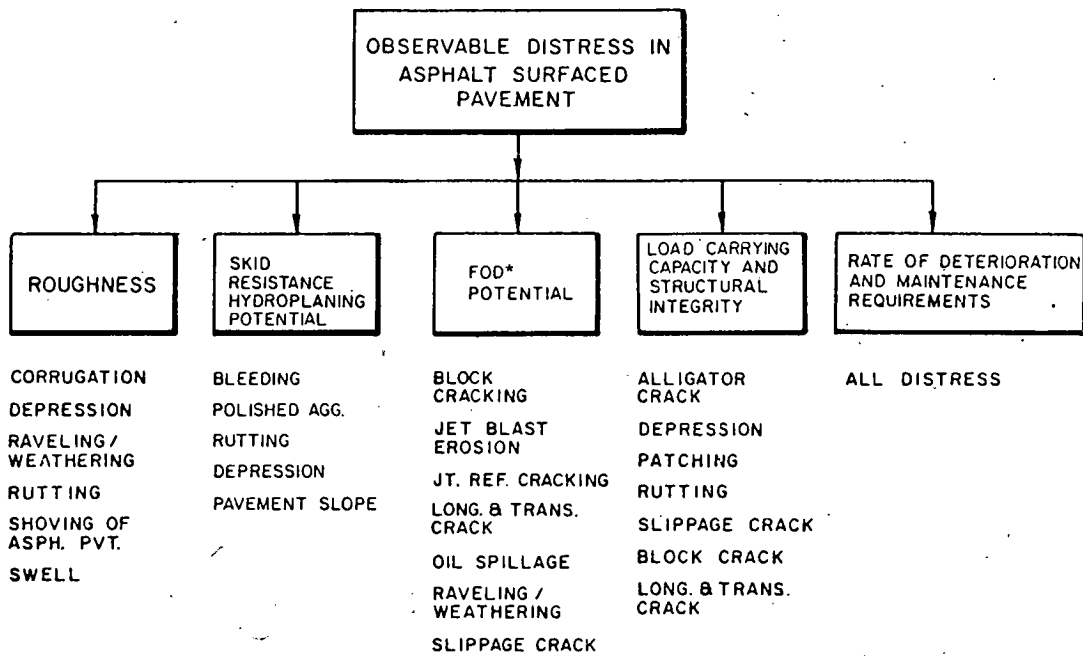 OBSERVABLE DISTRESS IN
ASPHALT SURFACED
PAVEMENT
ROUGHNESS
SKID
RESISTANCE
HYDROPLANING
POTENTIAL
FOD*
POTENTIAL
LOAD CARRYING
CAPACITY AND
STRUCTURAL
INTEGRITY
RATE OF DETERIORATION
AND MAINTENANCE
REQUIREMENTS
CORRUGATION
DEPRESSION
RAVELING/
WEATHERING
RUTTING
SHOVING OF
ASPH. PVT.
SWELL
BLEEDING
POLISHED AGG.
RUTTING
DEPRESSION
PAVEMENT SLOPE
BLOCK
CRACKING
JET BLAST
EROSION
JT. REF. CRACKING
LONG. & TRANS.
CRACK
OIL SPILLAGE
RAVELING/
WEATHERING
SLIPPAGE CRACK
ALLIGATOR
CRACK
DEPRESSION
PATCHING
RUTTING
SLIPPAGE CRACK
BLOCK CRACK
LONG. & TRANS.
CRACK
ALL DISTRESS